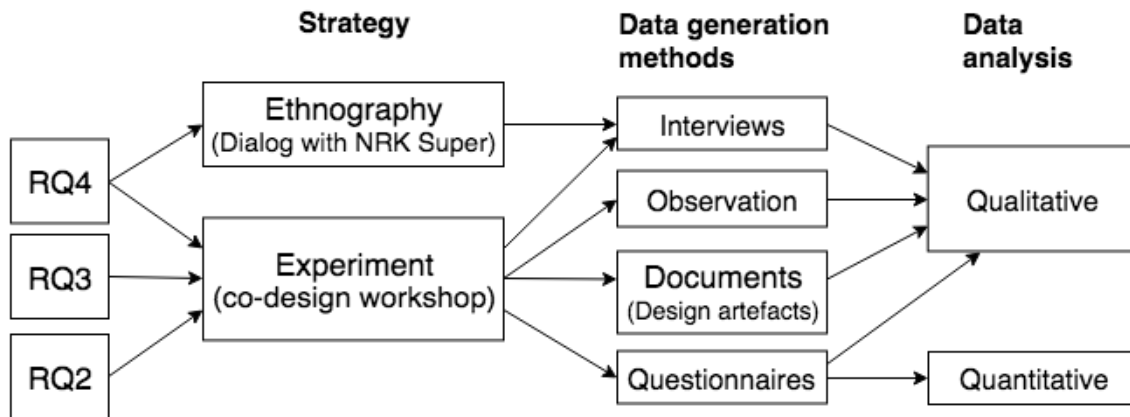 Strategy
Data generation
methods
Data
analysis
RQ4
RQ3
RQ2
Ethnography
(Dialog with NRK Super)
Experiment
(co-design workshop)
Interviews
Observation
Documents
(Design artefacts)
Questionnaires
Qualitative
Quantitative